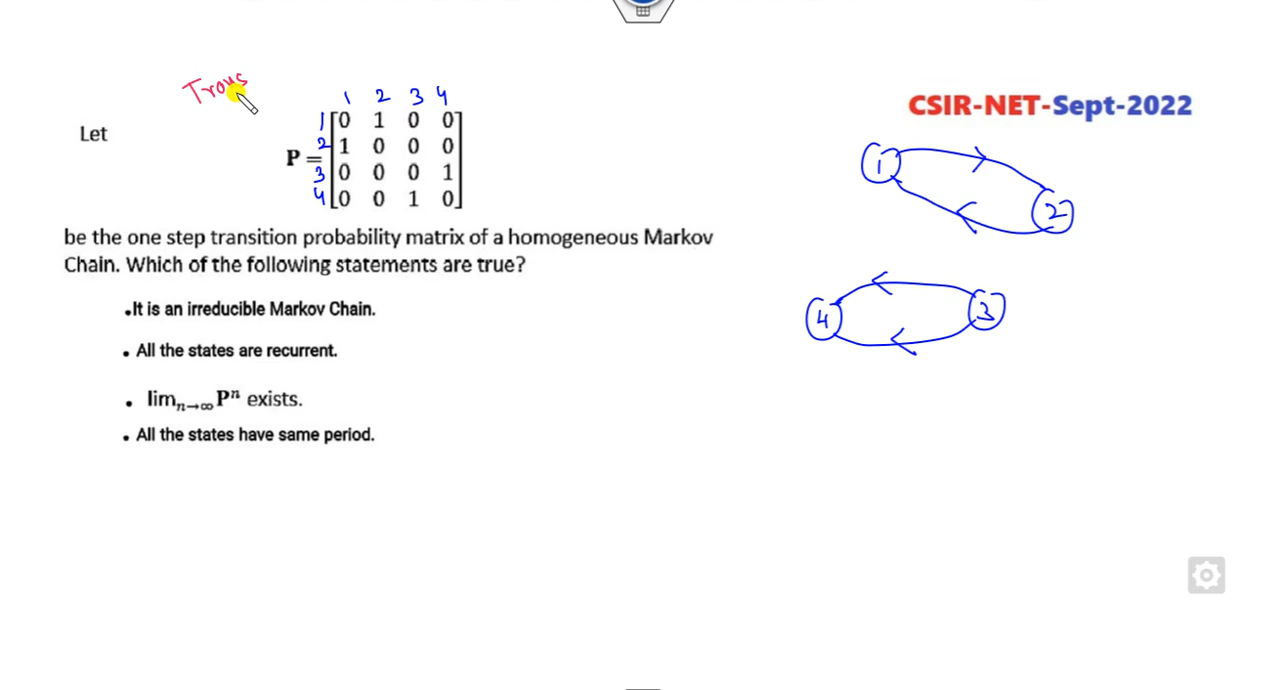 Trans
CSIR-NET-Sept-2022
1 2 3 4
Let
P =
1 [0 1 0 0]
2 [1 0 0 0]
3 [0 0 0 1]
4 [0 0 1 0]
1
2
be the one step transition probability matrix of a homogeneous Markov
Chain. Which of the following statements are true?
4
3
•It is an irreducible Markov Chain.
• All the states are recurrent.
• limₙ→∞ Pⁿ exists.
• All the states have same period.